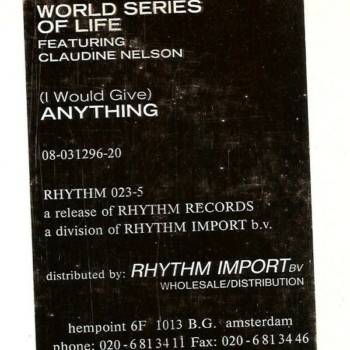 WORLD SERIES
OF LIFE
FEATURING
CLAUDINE NELSON
(I Would Give)
ANYTHING
08-031296-20
RHYTHM 023-5
a release of RHYTHM RECORDS
a division of RHYTHM IMPORT b.v.
distributed by: RHYTHM IMPORT BV
WHOLESALE/DISTRIBUTION
hempoint 6F 1013 B.G. amsterdam
phone: 020-6813411 Fax: 020-6813446